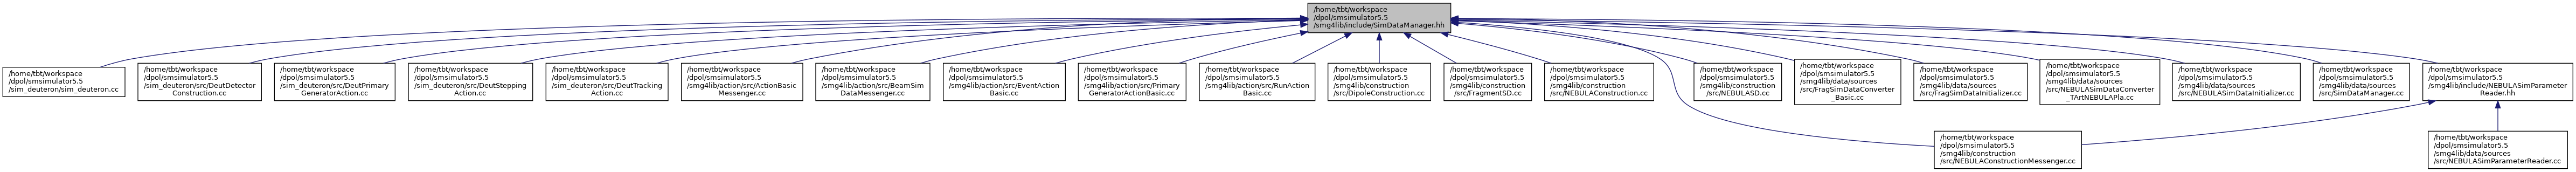 /home/tbt/workspace
/dpol/smsimulator5.5
/smg4lib/include/SimDataManager.hh
/home/tbt/workspace
/dpol/smsimulator5.5
/sim_deuteron/sim_deuteron.cc
/home/tbt/workspace
/dpol/smsimulator5.5
/sim_deuteron/src/DeutDetector
Construction.cc
/home/tbt/workspace
/dpol/smsimulator5.5
/sim_deuteron/src/DeutPrimary
GeneratorAction.cc
/home/tbt/workspace
/dpol/smsimulator5.5
/sim_deuteron/src/DeutStepping
Action.cc
/home/tbt/workspace
/dpol/smsimulator5.5
/sim_deuteron/src/DeutTracking
Action.cc
/home/tbt/workspace
/dpol/smsimulator5.5
/smg4lib/action/src/ActionBasic
Messenger.cc
/home/tbt/workspace
/dpol/smsimulator5.5
/smg4lib/action/src/BeamSim
DataMessenger.cc
/home/tbt/workspace
/dpol/smsimulator5.5
/smg4lib/action/src/EventAction
Basic.cc
/home/tbt/workspace
/dpol/smsimulator5.5
/smg4lib/action/src/Primary
GeneratorActionBasic.cc
/home/tbt/workspace
/dpol/smsimulator5.5
/smg4lib/action/src/RunAction
Basic.cc
/home/tbt/workspace
/dpol/smsimulator5.5
/smg4lib/construction
/src/DipoleConstruction.cc
/home/tbt/workspace
/dpol/smsimulator5.5
/smg4lib/construction
/src/FragmentSD.cc
/home/tbt/workspace
/dpol/smsimulator5.5
/smg4lib/construction
/src/NEBULAConstruction.cc
/home/tbt/workspace
/dpol/smsimulator5.5
/smg4lib/construction
/src/NEBULASD.cc
/home/tbt/workspace
/dpol/smsimulator5.5
/smg4lib/data/sources
/src/FragSimDataConverter
_Basic.cc
/home/tbt/workspace
/dpol/smsimulator5.5
/smg4lib/data/sources
/src/FragSimDataInitializer.cc
/home/tbt/workspace
/dpol/smsimulator5.5
/smg4lib/data/sources
/src/NEBULASimDataConverter
_TArtNEBULAPla.cc
/home/tbt/workspace
/dpol/smsimulator5.5
/smg4lib/data/sources
/src/NEBULASimDataInitializer.cc
/home/tbt/workspace
/dpol/smsimulator5.5
/smg4lib/data/sources
/src/SimDataManager.cc
/home/tbt/workspace
/dpol/smsimulator5.5
/smg4lib/include/NEBULASimParameter
Reader.hh
/home/tbt/workspace
/dpol/smsimulator5.5
/smg4lib/construction
/src/NEBULAConstructionMessenger.cc
/home/tbt/workspace
/dpol/smsimulator5.5
/smg4lib/data/sources
/src/NEBULASimParameterReader.cc